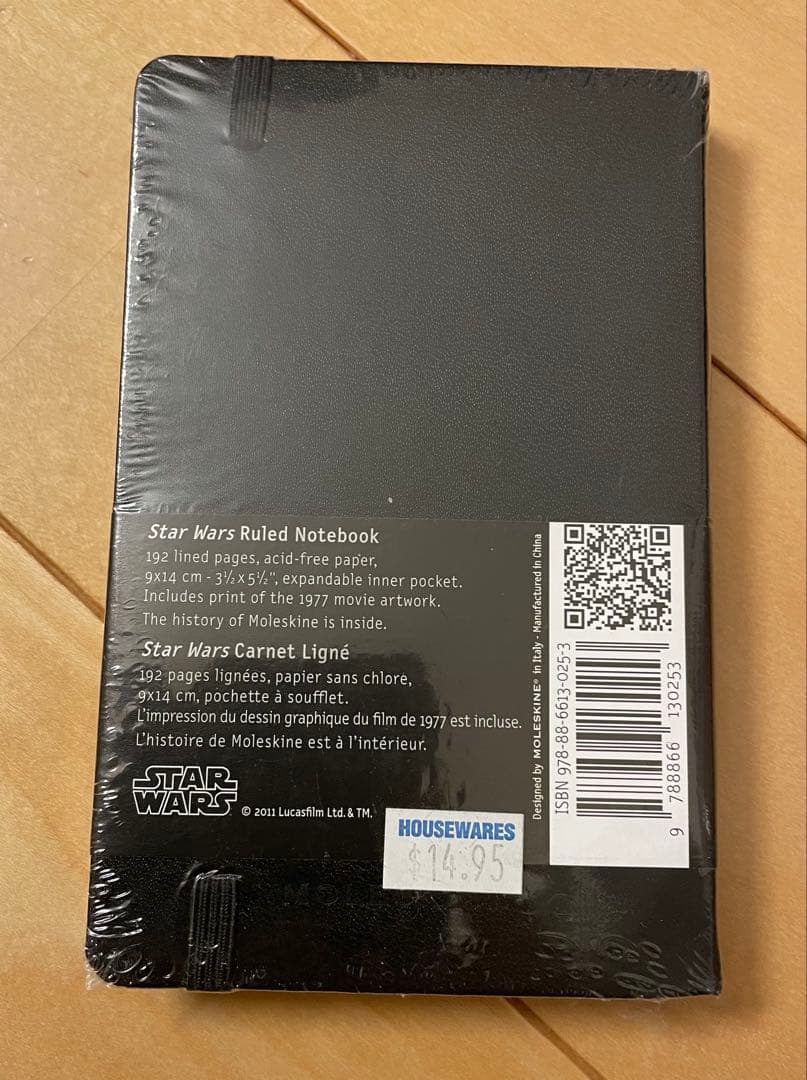 Star Wars Ruled Notebook
192 lined pages, acid-free paper,
9x14 cm - 3½ x 5½", expandable inner pocket.
Includes print of the 1977 movie artwork.
The history of Moleskine is inside.
Star Wars Carnet Ligné
192 pages lignées, papier sans chlore,
9x14 cm, pochette à soufflet.
L'impression du dessin graphique du film de 1977 est incluse.
L'histoire de Moleskine est à l'intérieur.
STAR
WARS
© 2011 Lucasfilm Ltd. & TM.
HOUSEWARES
$14.95
Designed by MOLESKINE® in Italy - Manufactured in China
ISBN 978-88-6613-025-3
9 788866 130253
MOLESKINE